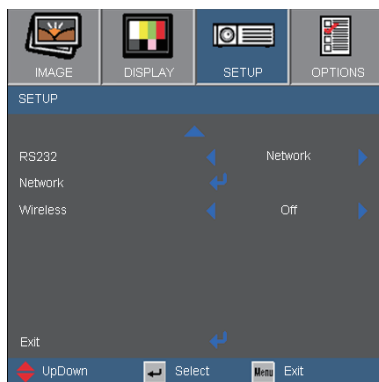 IMAGE DISPLAY SETUP OPTIONS
SETUP
RS232 Network
Network
Wireless Off
Exit
UpDown Select Menu Exit